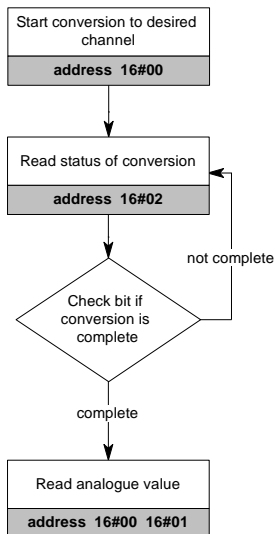 Start conversion to desired
channel
address 16#00
Read status of conversion
address 16#02
not complete
Check bit if
conversion is
complete
complete
Read analogue value
address 16#00 16#01